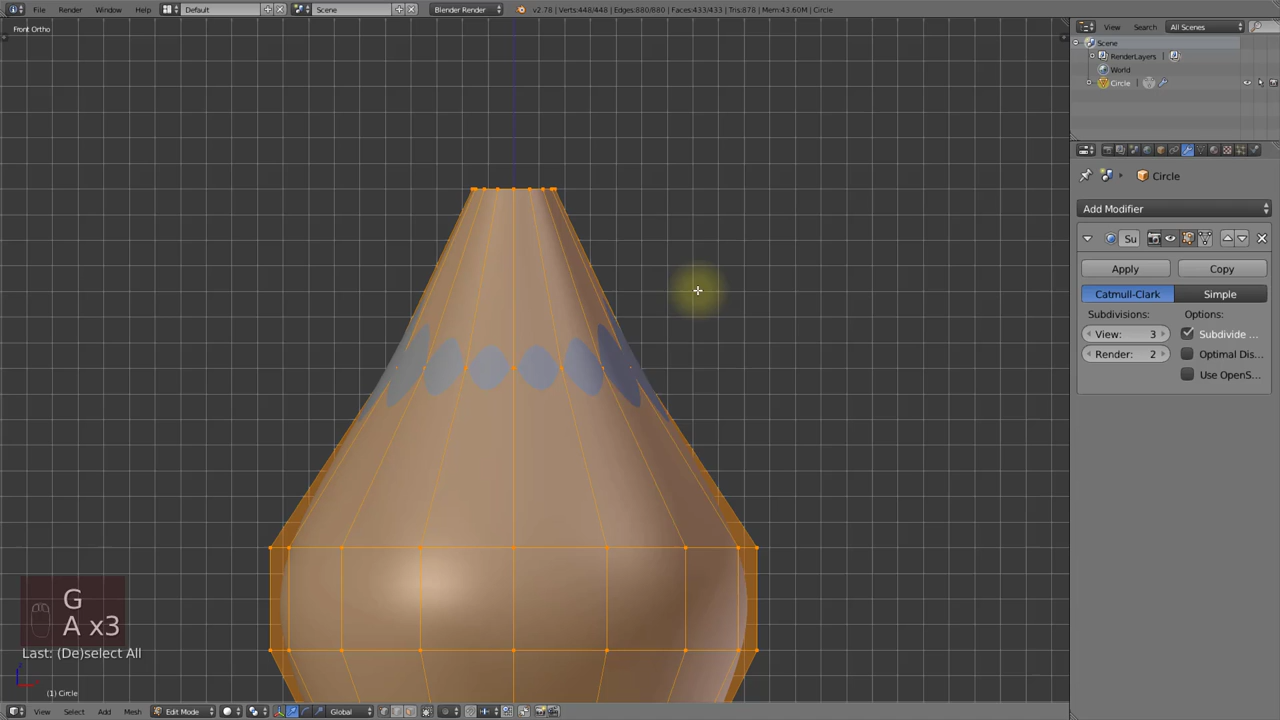 File Render Window Help Default Scene Blender Render v2.78 | Verts:448/448 | Edges:880/880 | Faces:433/433 | Tris:878 | Mem:43.60M | Circle
Front Ortho
View Search All Scenes
Scene
RenderLayers
World
Circle
Circle
Add Modifier
Su
Apply Copy
Catmull-Clark Simple
Subdivisions: Options:
View: 3 Subdivide ...
Render: 2 Optimal Dis...
Use OpenS...
G
A x3
Last: (De)select All
(1) Circle
View Select Add Mesh Edit Mode Global